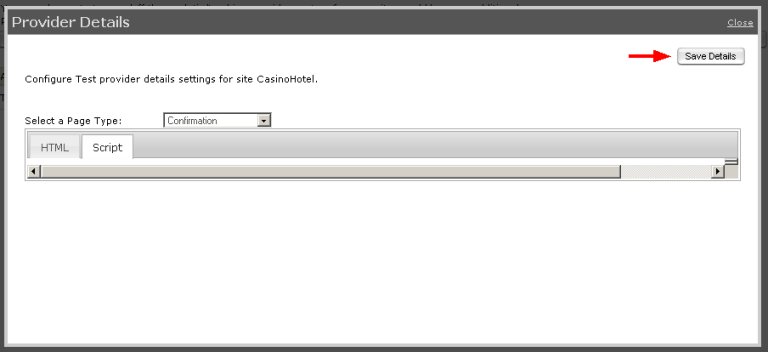 Provider Details
Close
Save Details
Configure Test provider details settings for site CasinoHotel.
Select a Page Type:
Confirmation
HTML
Script